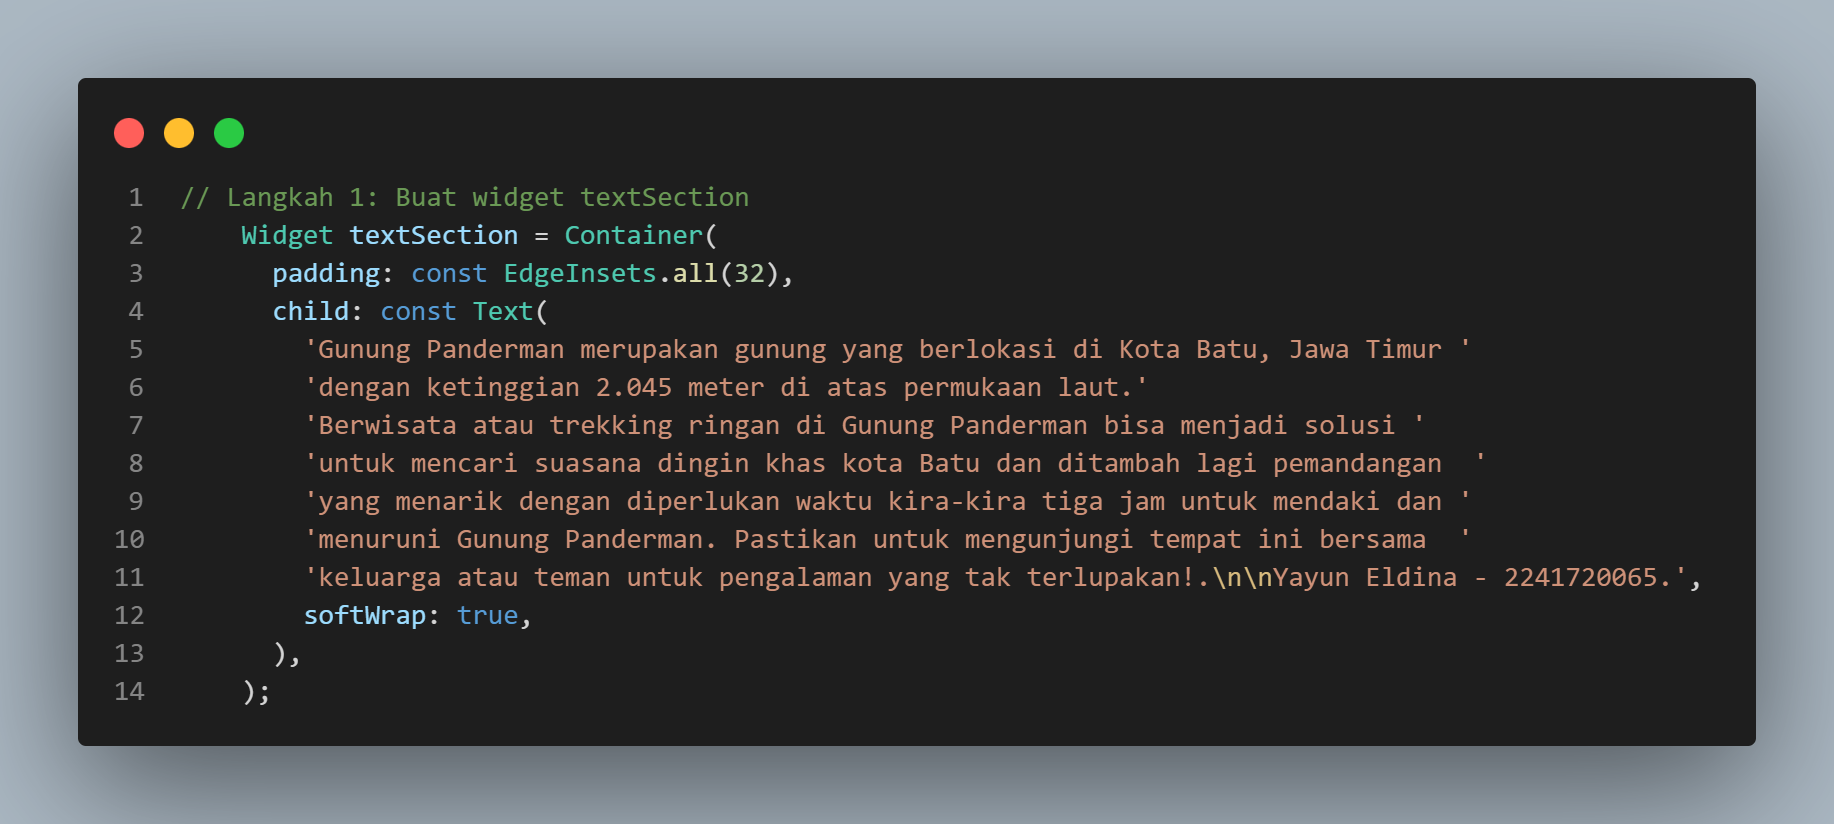 1 // Langkah 1: Buat widget textSection
2     Widget textSection = Container(
3       padding: const EdgeInsets.all(32),
4       child: const Text(
5         'Gunung Panderman merupakan gunung yang berlokasi di Kota Batu, Jawa Timur '
6         'dengan ketinggian 2.045 meter di atas permukaan laut.'
7         'Berwisata atau trekking ringan di Gunung Panderman bisa menjadi solusi '
8         'untuk mencari suasana dingin khas kota Batu dan ditambah lagi pemandangan  '
9         'yang menarik dengan diperlukan waktu kira-kira tiga jam untuk mendaki dan '
10         'menuruni Gunung Panderman. Pastikan untuk mengunjungi tempat ini bersama  '
11         'keluarga atau teman untuk pengalaman yang tak terlupakan!.\n\nYayun Eldina - 2241720065.',
12         softWrap: true,
13       ),
14     );